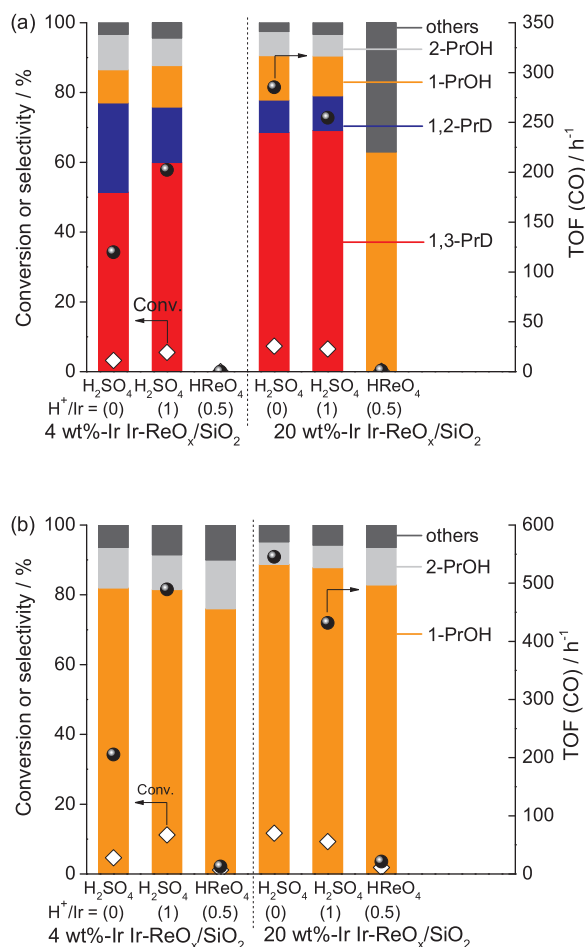 (a)
100
80
60
40
20
0
Conversion or selectivity / %
350
300
250
200
150
100
50
0
TOF (CO) / h⁻¹
others
2-PrOH
1-PrOH
1,2-PrD
1,3-PrD
Conv.
H₂SO₄ H₂SO₄ HReO₄ H₂SO₄ H₂SO₄ HReO₄
H⁺/Ir = (0) (1) (0.5) (0) (1) (0.5)
4 wt%-Ir Ir-ReOₓ/SiO₂ 20 wt%-Ir Ir-ReOₓ/SiO₂
(b)
100
80
60
40
20
0
Conversion or selectivity / %
600
500
400
300
200
100
0
TOF (CO) / h⁻¹
others
2-PrOH
1-PrOH
Conv.
H₂SO₄ H₂SO₄ HReO₄ H₂SO₄ H₂SO₄ HReO₄
H⁺/Ir = (0) (1) (0.5) (0) (1) (0.5)
4 wt%-Ir Ir-ReOₓ/SiO₂ 20 wt%-Ir Ir-ReOₓ/SiO₂